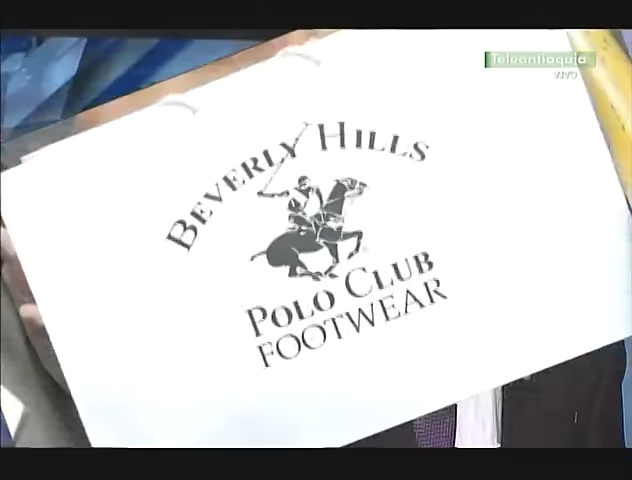 Teleantioquia
VIVO
BEVERLY HILLS
POLO CLUB
FOOTWEAR